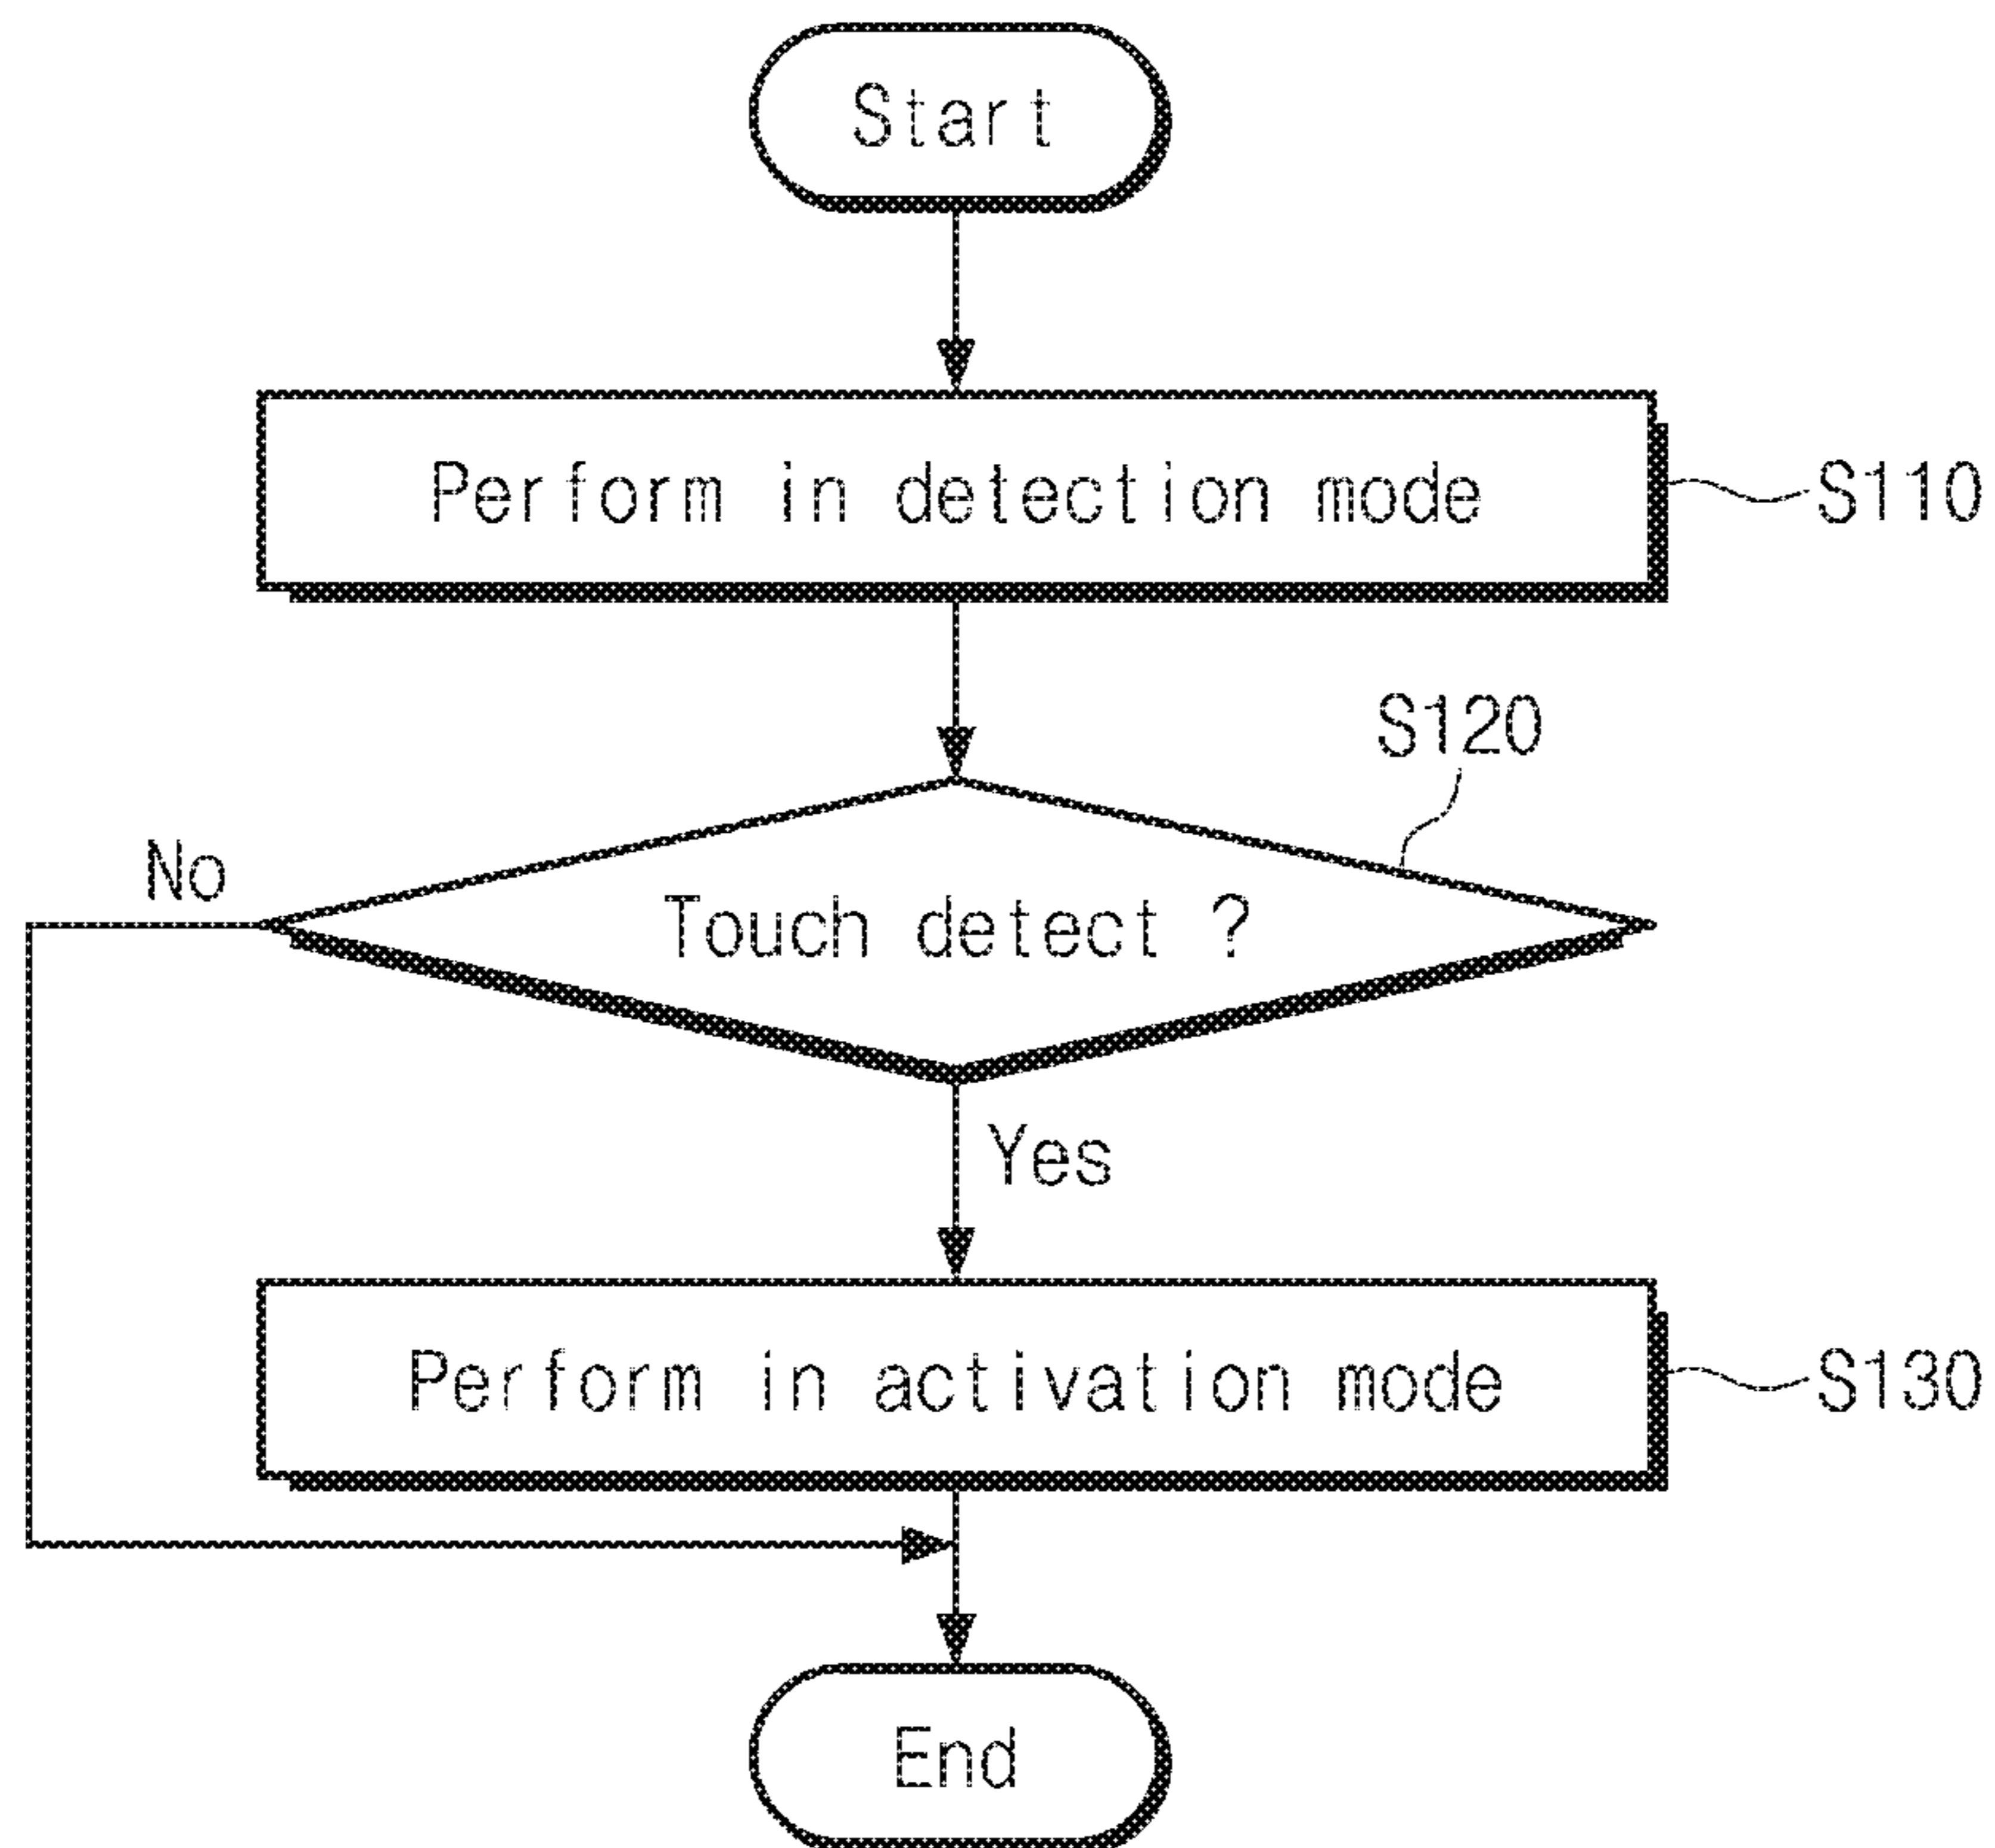 Start
Perform in detection mode
S110
S120
No
Touch detect ?
Yes
Perform in activation mode
S130
End